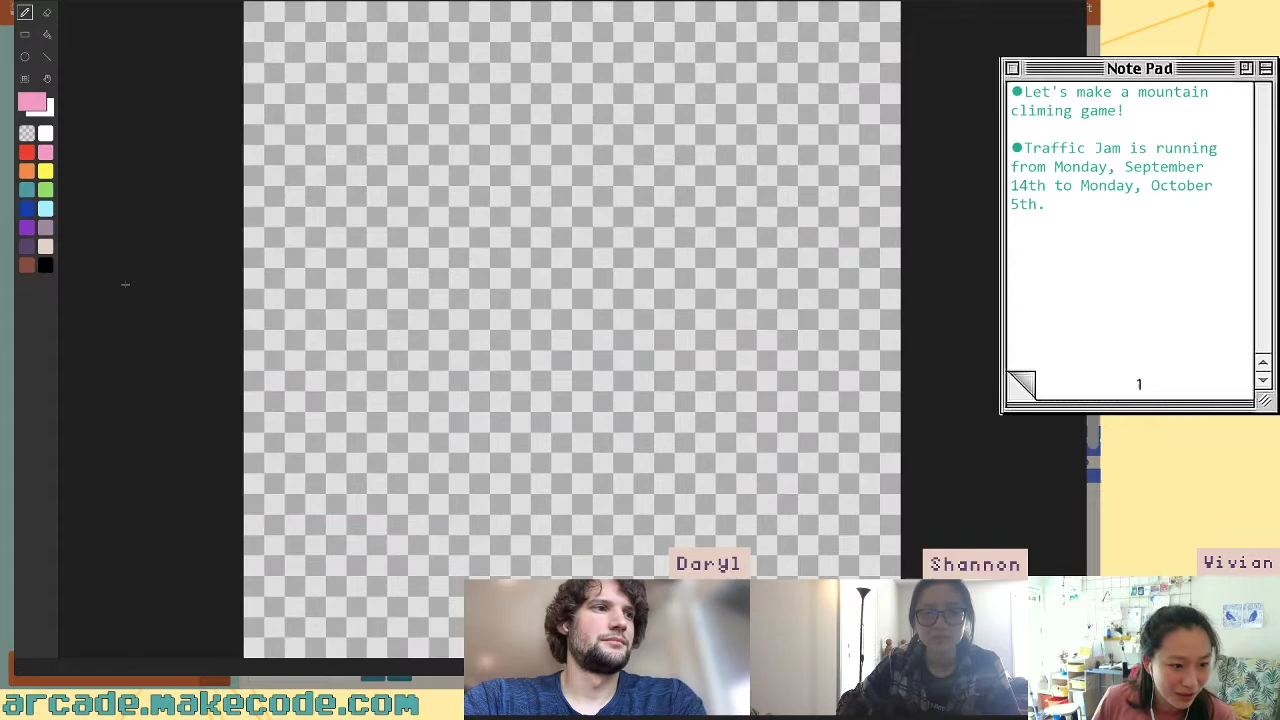 Note Pad
●Let's make a mountain
climing game!
●Traffic Jam is running
from Monday, September
14th to Monday, October
5th.
1
Daryl
Shannon
Vivian
arcade.makecode.com